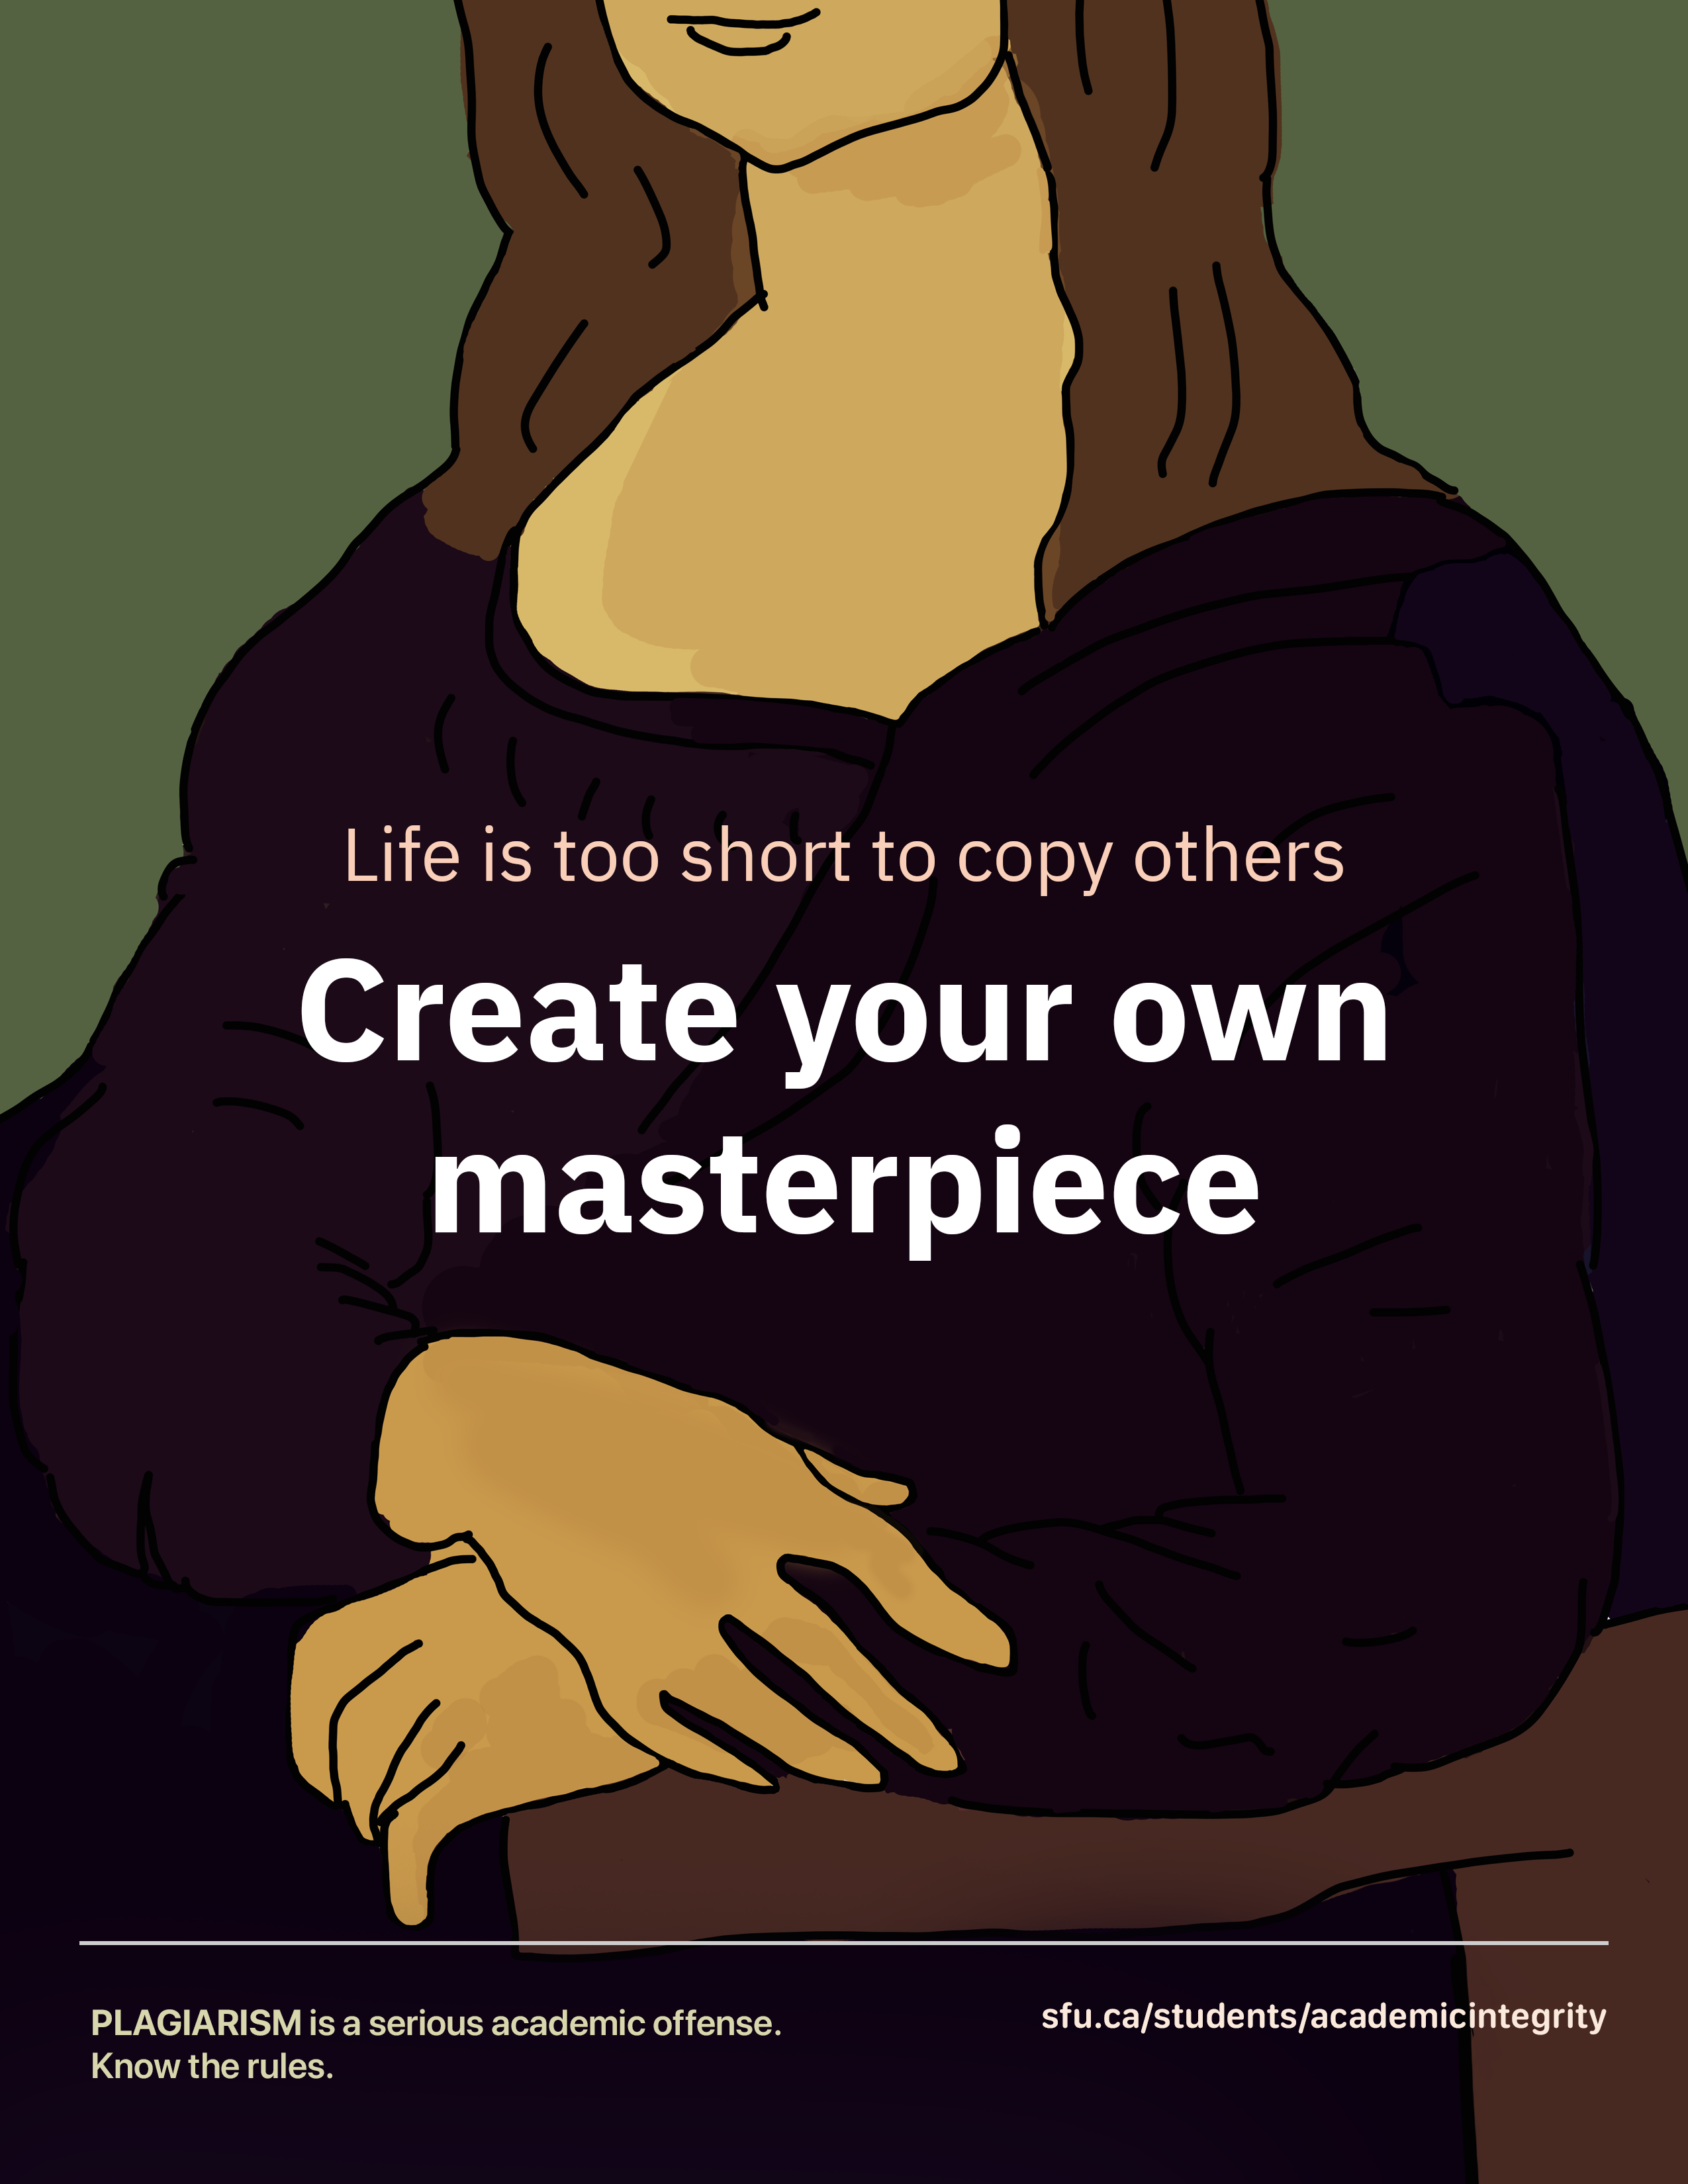 Life is too short to copy others
Create your own
masterpiece
PLAGIARISM is a serious academic offense.
Know the rules.
sfu.ca/students/academicintegrity